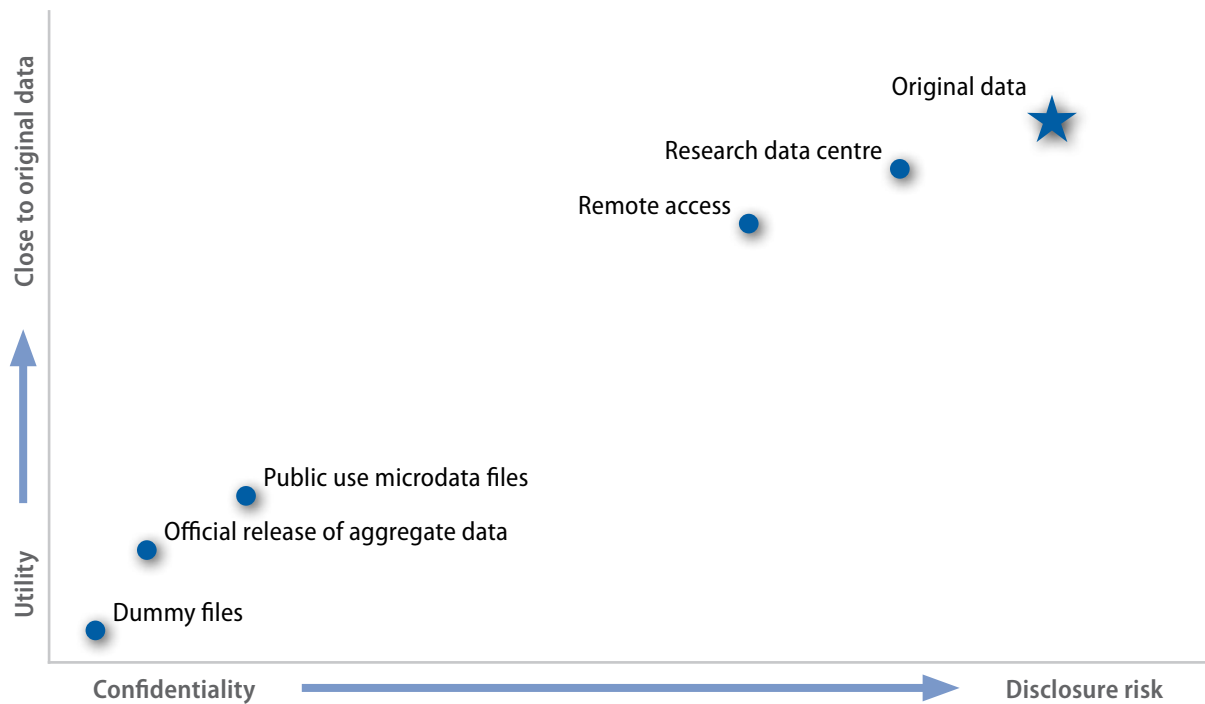 Close to original data
Utility
Original data
Research data centre
Remote access
Public use microdata files
Official release of aggregate data
Dummy files
Confidentiality
Disclosure risk